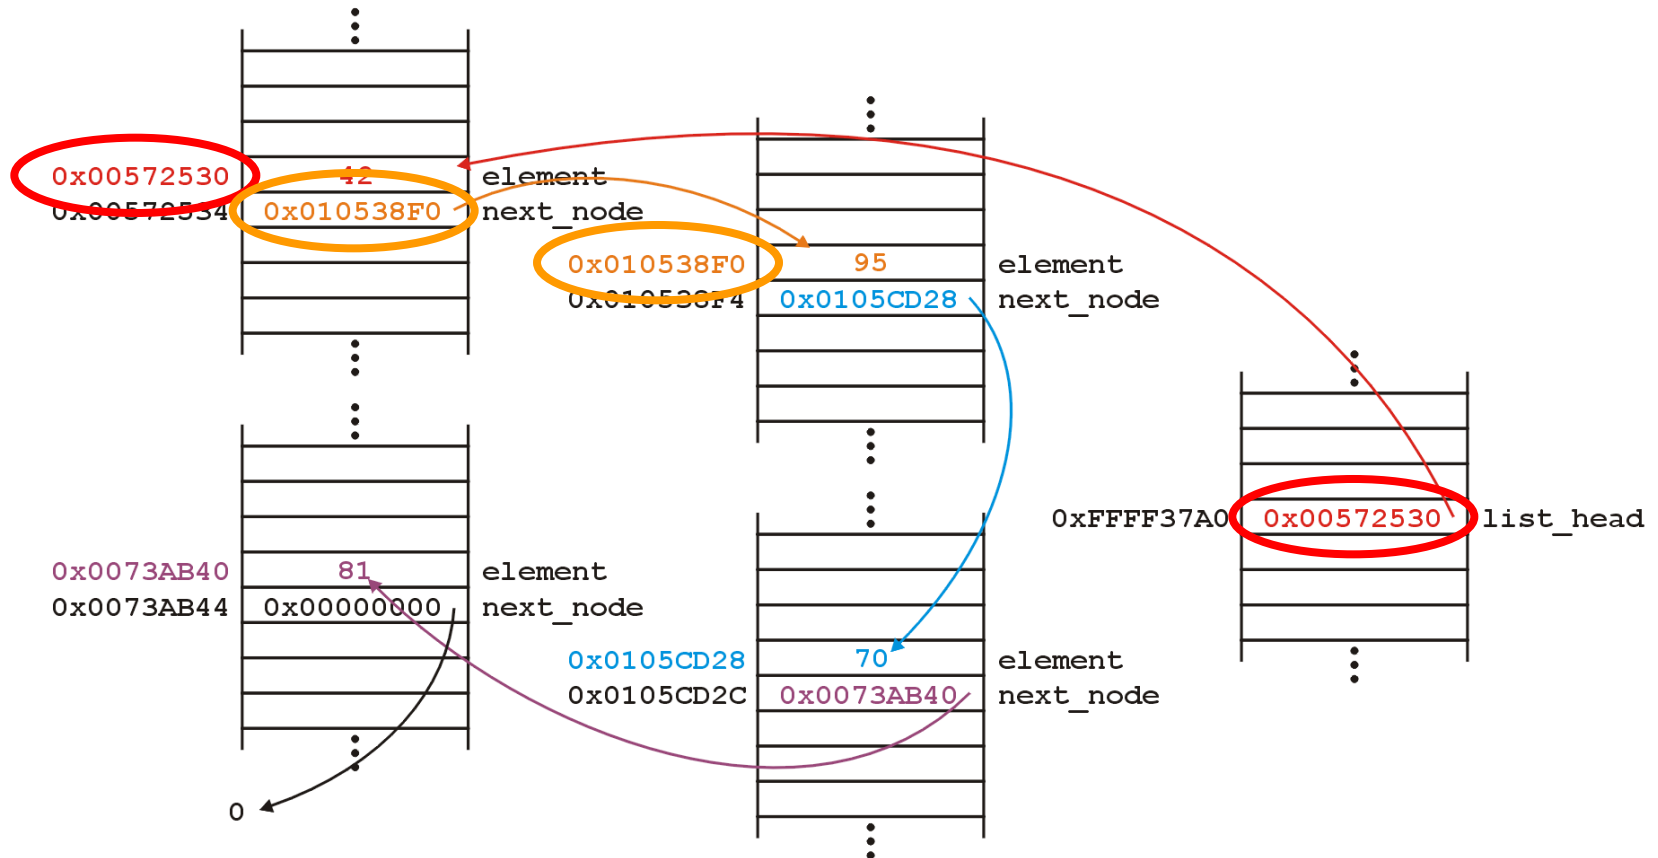 0x00572530 42 element
0x00572534 0x010538F0 next_node
0x010538F0 95 element
0x010538F4 0x0105CD28 next_node
0xFFFF37A0 0x00572530 list_head
0x0073AB40 81 element
0x0073AB44 0x00000000 next_node
0x0105CD28 70 element
0x0105CD2C 0x0073AB40 next_node
0